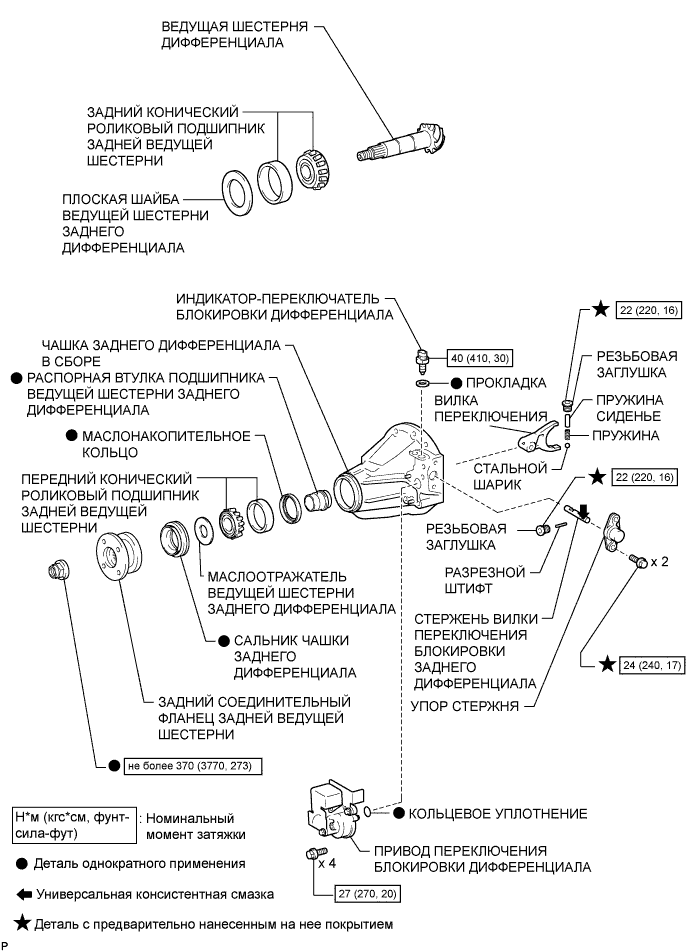 ВЕДУЩАЯ ШЕСТЕРНЯ
ДИФФЕРЕНЦИАЛА
ЗАДНИЙ КОНИЧЕСКИЙ
РОЛИКОВЫЙ ПОДШИПНИК
ЗАДНЕЙ ВЕДУЩЕЙ
ШЕСТЕРНИ
ПЛОСКАЯ ШАЙБА
ВЕДУЩЕЙ ШЕСТЕРНИ
ЗАДНЕГО
ДИФФЕРЕНЦИАЛА
ИНДИКАТОР-ПЕРЕКЛЮЧАТЕЛЬ
БЛОКИРОВКИ ДИФФЕРЕНЦИАЛА
22 (220, 16)
ЧАШКА ЗАДНЕГО ДИФФЕРЕНЦИАЛА
В СБОРЕ
40 (410, 30)
РЕЗЬБОВАЯ
ЗАГЛУШКА
РАСПОРНАЯ ВТУЛКА ПОДШИПНИКА
ВЕДУЩЕЙ ШЕСТЕРНИ ЗАДНЕГО
ДИФФЕРЕНЦИАЛА
ПРОКЛАДКА
ВИЛКА
ПЕРЕКЛЮЧЕНИЯ
ПРУЖИНА
СИДЕНЬЕ
ПРУЖИНА
МАСЛОНАКОПИТЕЛЬНОЕ
КОЛЬЦО
СТАЛЬНОЙ
ШАРИК
22 (220, 16)
ПЕРЕДНИЙ КОНИЧЕСКИЙ
РОЛИКОВЫЙ ПОДШИПНИК
ЗАДНЕЙ ВЕДУЩЕЙ
ШЕСТЕРНИ
РЕЗЬБОВАЯ
ЗАГЛУШКА
x 2
РАЗРЕЗНОЙ
ШТИФТ
МАСЛООТРАЖАТЕЛЬ
ВЕДУЩЕЙ ШЕСТЕРНИ
ЗАДНЕГО ДИФФЕРЕНЦИАЛА
СТЕРЖЕНЬ ВИЛКИ
ПЕРЕКЛЮЧЕНИЯ
БЛОКИРОВКИ
ЗАДНЕГО
ДИФФЕРЕНЦИАЛА
САЛЬНИК ЧАШКИ
ЗАДНЕГО
ДИФФЕРЕНЦИАЛА
24 (240, 17)
УПОР СТЕРЖНЯ
ЗАДНИЙ СОЕДИНИТЕЛЬНЫЙ
ФЛАНЕЦ ЗАДНЕЙ ВЕДУЩЕЙ
ШЕСТЕРНИ
не более 370 (3770, 273)
Н*м (кгс*см, фунт-
сила-фут)
: Номинальный
момент затяжки
КОЛЬЦЕВОЕ УПЛОТНЕНИЕ
ПРИВОД ПЕРЕКЛЮЧЕНИЯ
БЛОКИРОВКИ ДИФФЕРЕНЦИАЛА
x 4
27 (270, 20)
Деталь однократного применения
Универсальная консистентная смазка
Деталь с предварительно нанесенным на нее покрытием
P